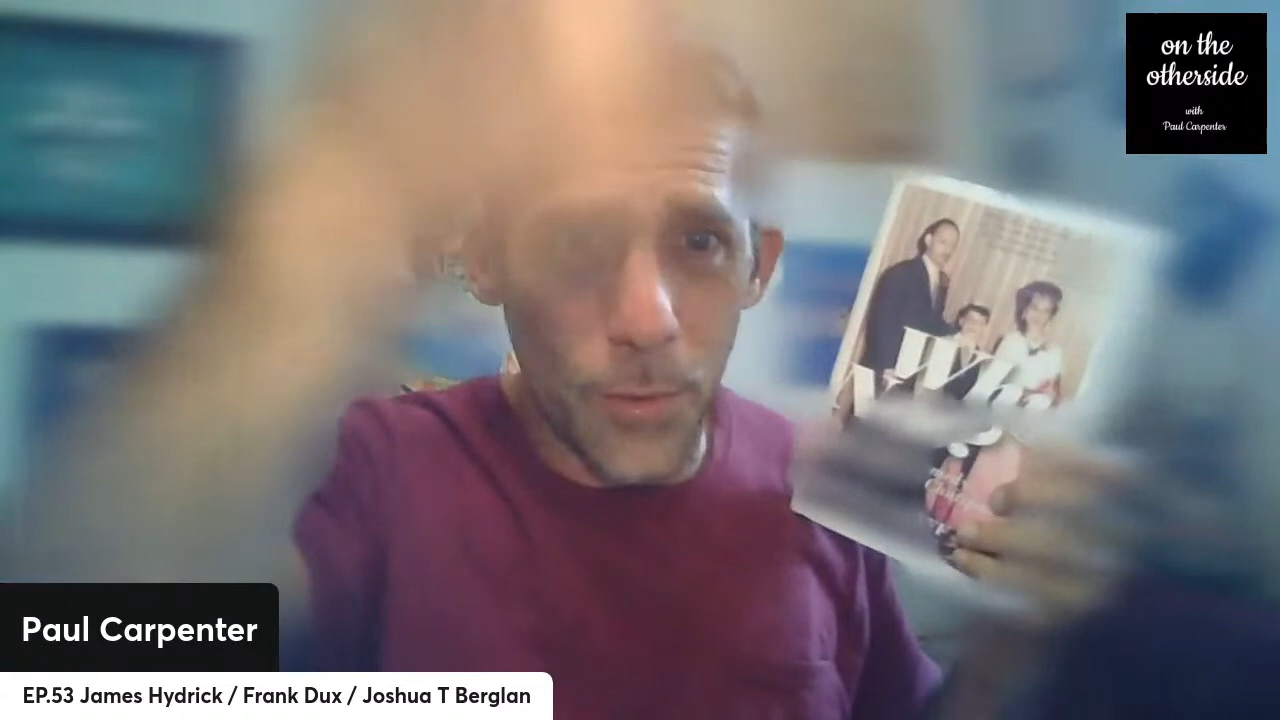 on the
otherside
with
Paul Carpenter
Paul Carpenter
EP.53 James Hydrick / Frank Dux / Joshua T Berglan